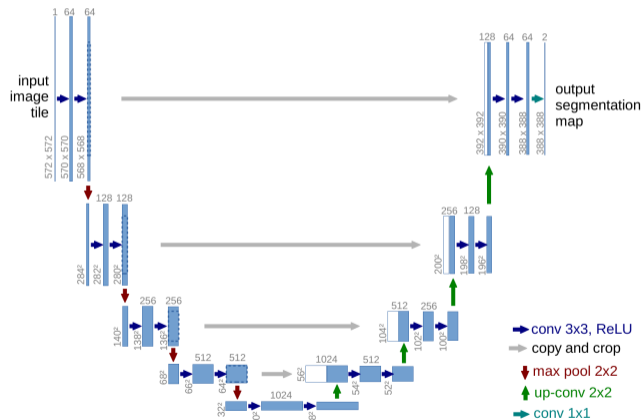 1 64 64
128 64 64 2
input
image
tile
output
segmentation
map
572 x 572
570 x 570
568 x 568
392 x 392
390 x 390
388 x 388
388 x 388
128 128
256 128
284²
282²
280²
200²
198²
196²
256 256
512 256
140²
138²
136²
104²
102²
100²
512 512
1024 512
68²
66²
64²
56²
54²
52²
1024
32²
conv 3x3, ReLU
copy and crop
max pool 2x2
up-conv 2x2
conv 1x1